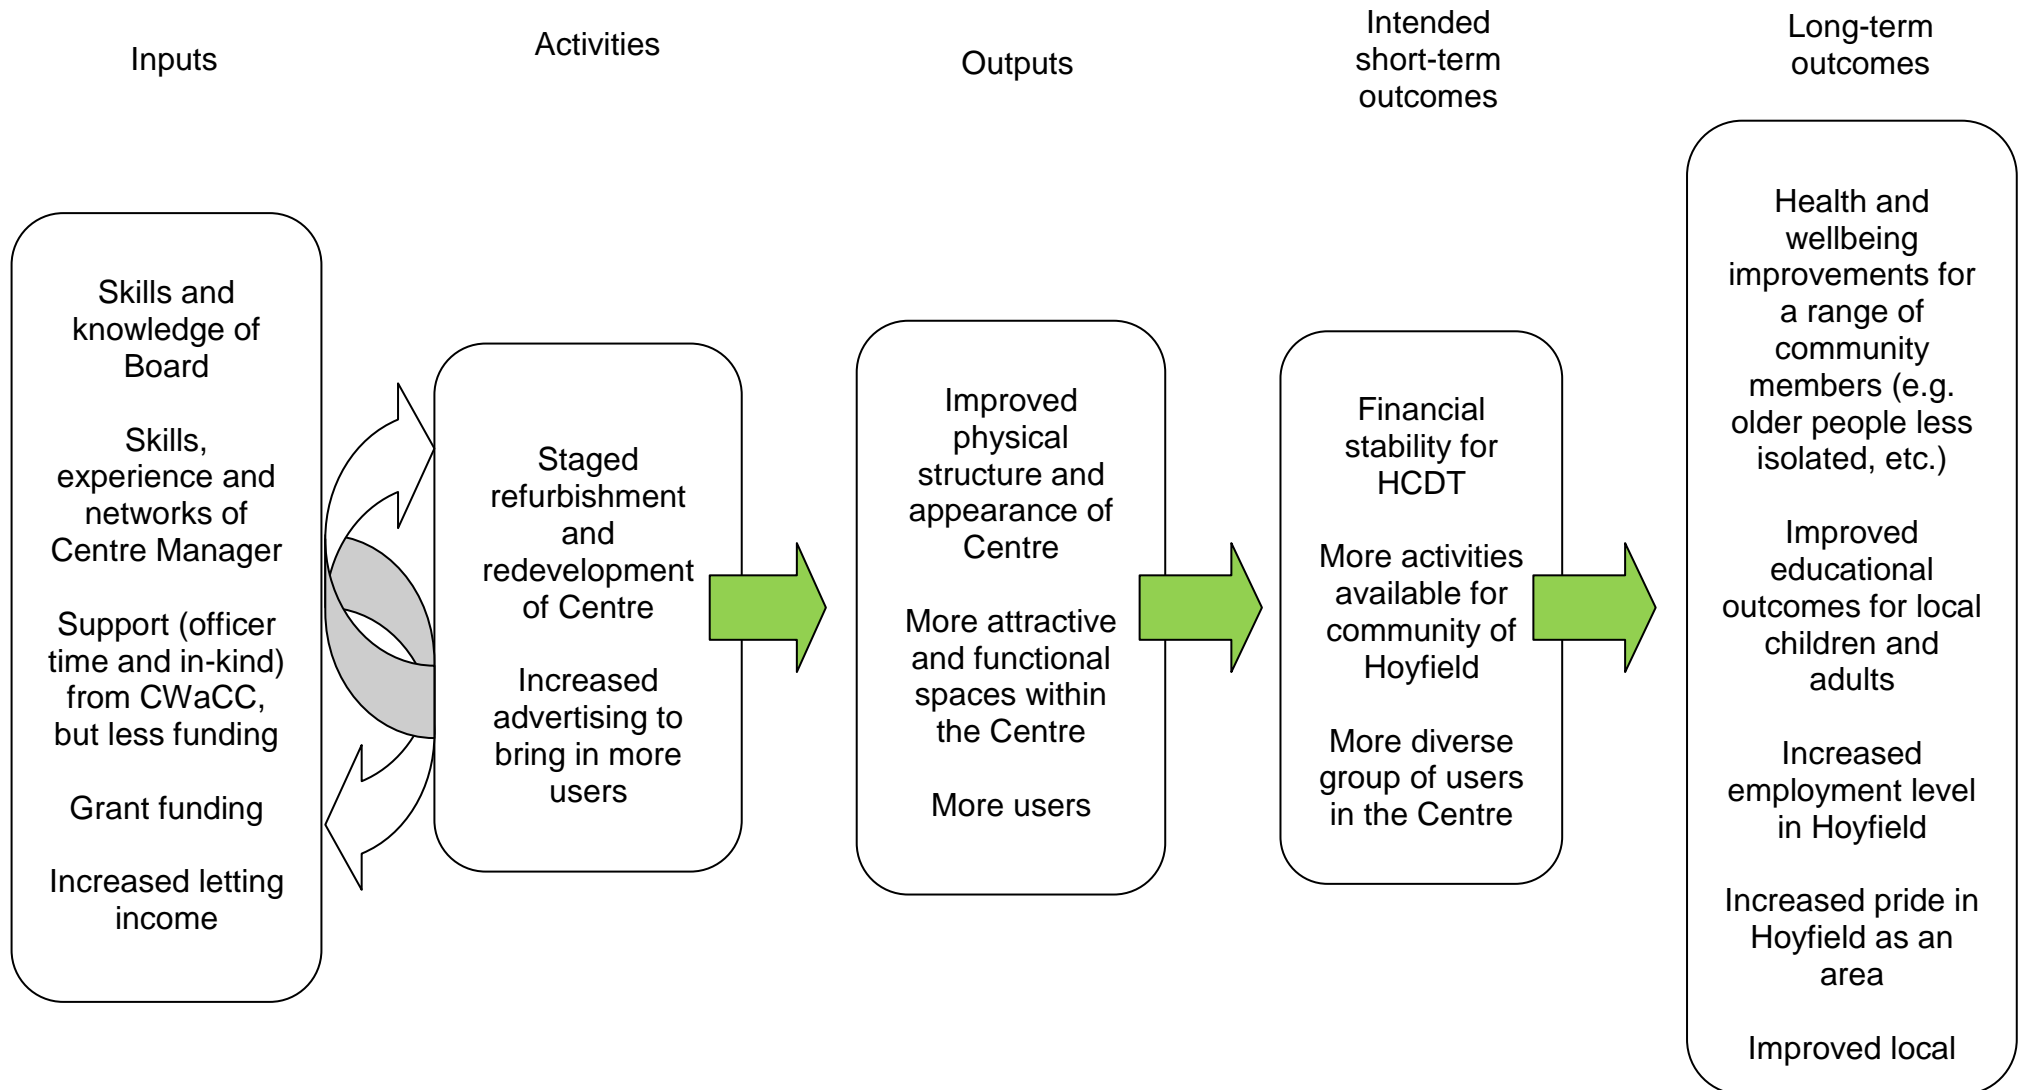 Inputs
Activities
Outputs
Intended
short-term
outcomes
Long-term
outcomes
Skills and
knowledge of
Board
Skills,
experience and
networks of
Centre Manager
Support (officer
time and in-kind)
from CWaCC,
but less funding
Grant funding
Increased letting
income
Staged
refurbishment
and
redevelopment
of Centre
Increased
advertising to
bring in more
users
Improved
physical
structure and
appearance of
Centre
More attractive
and functional
spaces within
the Centre
More users
Financial
stability for
HCDT
More activities
available for
community of
Hoyfield
More diverse
group of users
in the Centre
Health and
wellbeing
improvements for
a range of
community
members (e.g.
older people less
isolated, etc.)
Improved
educational
outcomes for local
children and
adults
Increased
employment level
in Hoyfield
Increased pride in
Hoyfield as an
area
Improved local